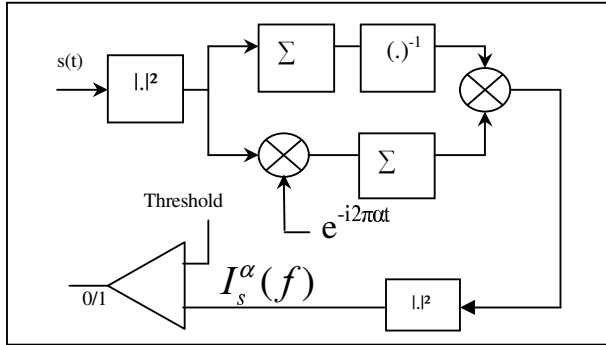 s(t)
|.|²
Σ
(.)⁻¹
Σ
e^{-i2παt}
Threshold
0/1
I_s^α(f)
|.|²